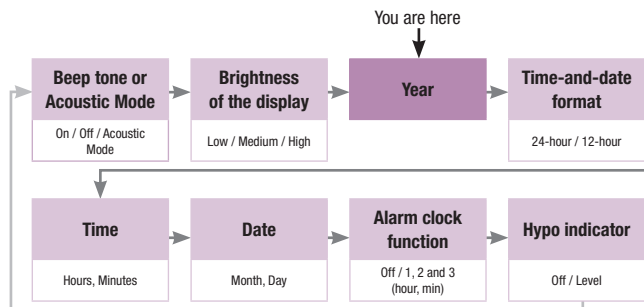 You are here
Beep tone or
Acoustic Mode
On / Off / Acoustic
Mode
Brightness
of the display
Low / Medium / High
Year
Time-and-date
format
24-hour / 12-hour
Time
Hours, Minutes
Date
Month, Day
Alarm clock
function
Off / 1, 2 and 3
(hour, min)
Hypo indicator
Off / Level